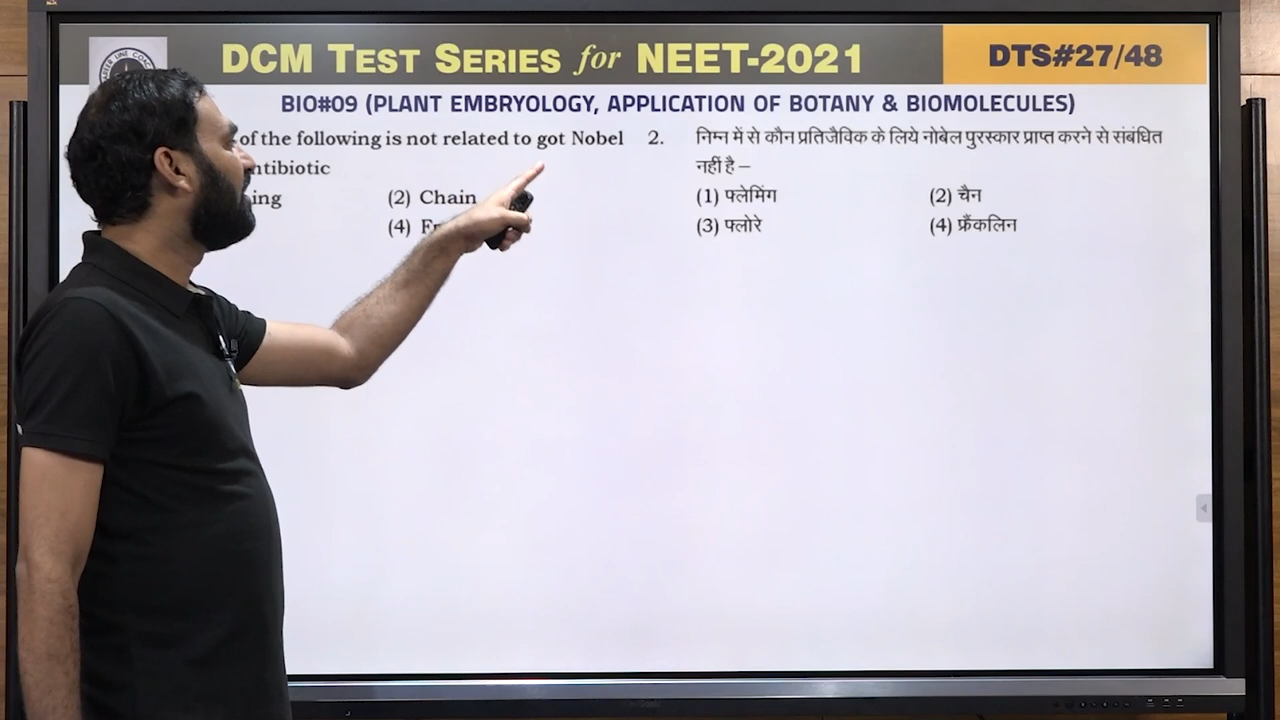 DCM TEST SERIES for NEET-2021
DTS#27/48
BIO#09 (PLANT EMBRYOLOGY, APPLICATION OF BOTANY & BIOMOLECULES)
of the following is not related to got Nobel
(2) Chain
(4)
2. निम्न में से कौन प्रतिजैविक के लिये नोबेल पुरस्कार प्राप्त करने से संबंधित
नहीं है –
(1) फ्लेमिंग (2) चैन
(3) फ्लोरे (4) फ्रैंकलिन